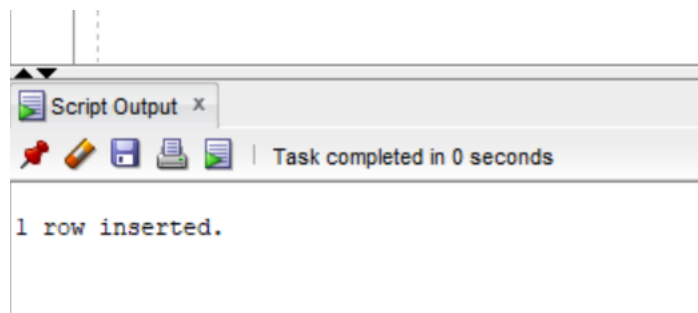 Script Output x
Task completed in 0 seconds
1 row inserted.